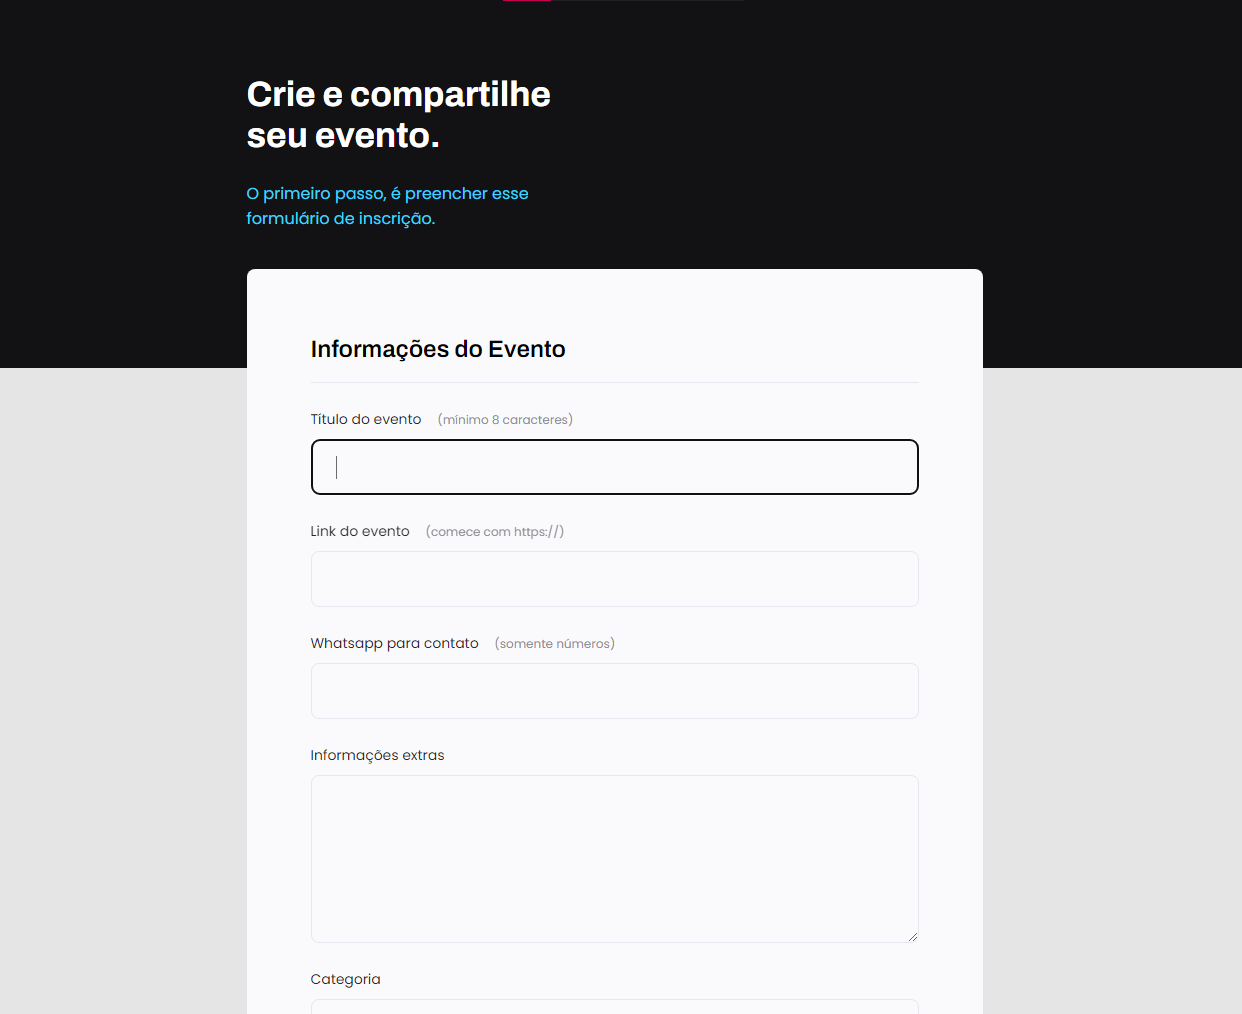 Crie e compartilhe
seu evento.
O primeiro passo, é preencher esse
formulário de inscrição.
Informações do Evento
Título do evento (mínimo 8 caracteres)
Link do evento (comece com https://)
Whatsapp para contato (somente números)
Informações extras
Categoria